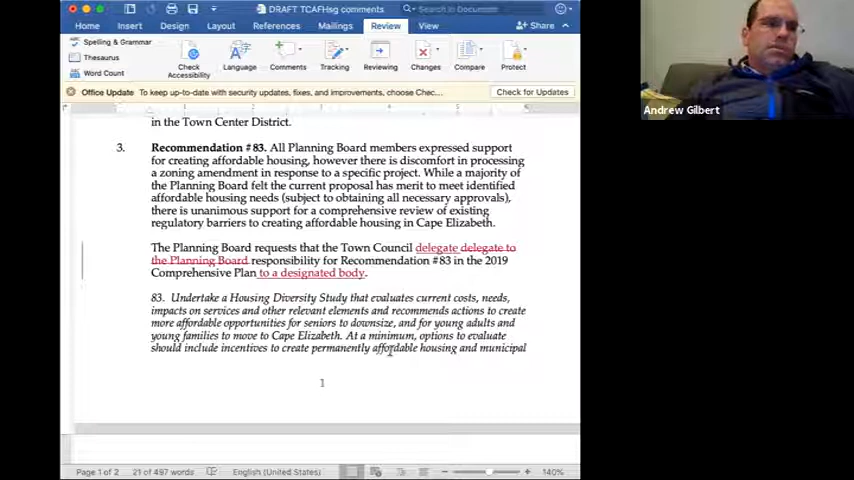 DRAFT TCAFHsg comments
Search in Document
Home Insert Design Layout References Mailings Review View Share
Spelling & Grammar
Thesaurus
Word Count
Check Accessibility
Language
Comments
Tracking
Reviewing
Changes
Compare
Protect
Office Update To keep up-to-date with security updates, fixes, and improvements, choose Chec... Check for Updates
in the Town Center District.
3. Recommendation #83. All Planning Board members expressed support
for creating affordable housing, however there is discomfort in processing
a zoning amendment in response to a specific project. While a majority of
the Planning Board felt the current proposal has merit to meet identified
affordable housing needs (subject to obtaining all necessary approvals),
there is unanimous support for a comprehensive review of existing
regulatory barriers to creating affordable housing in Cape Elizabeth.
The Planning Board requests that the Town Council delegate delegate to
the Planning Board responsibility for Recommendation #83 in the 2019
Comprehensive Plan to a designated body.
83. Undertake a Housing Diversity Study that evaluates current costs, needs,
impacts on services and other relevant elements and recommends actions to create
more affordable opportunities for seniors to downsize, and for young adults and
young families to move to Cape Elizabeth. At a minimum, options to evaluate
should include incentives to create permanently affordable housing and municipal
1
Page 1 of 2 21 of 497 words English (United States) 140%
Andrew Gilbert